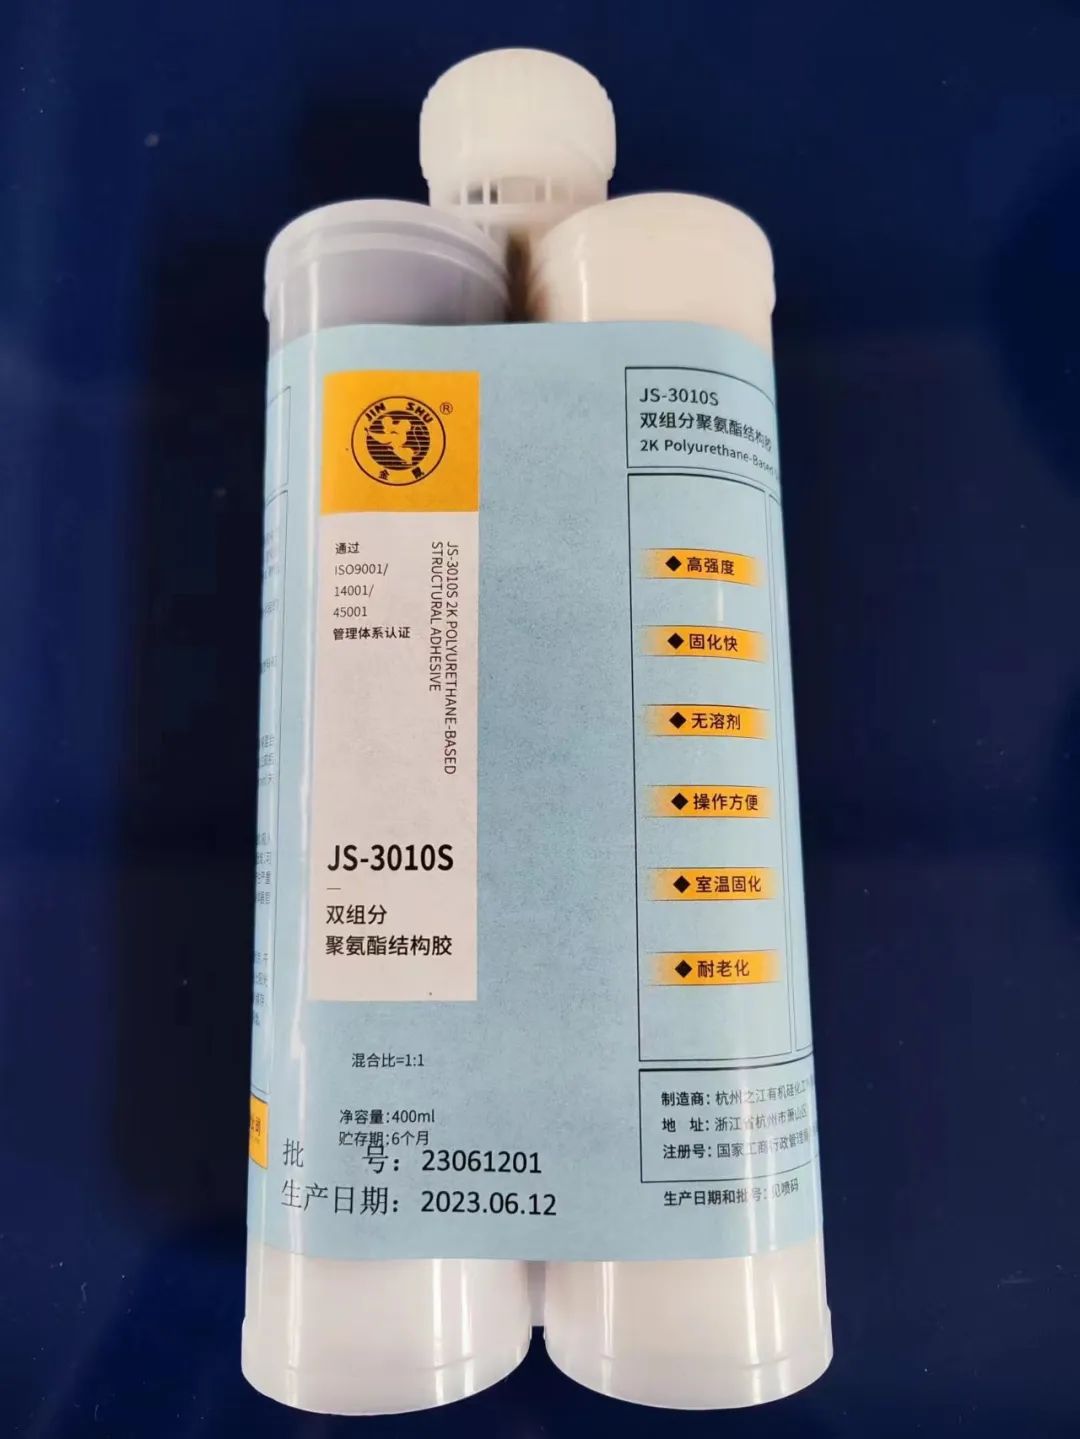 JIN SHU
®
金鼠
通过
ISO9001/
14001/
45001
管理体系认证
JS-3010S 2K POLYURETHANE-BASED
STRUCTURAL ADHESIVE
JS-3010S
双组分
聚氨酯结构胶
混合比=1:1
净容量:400ml
贮存期:6个月
批 号：23061201
生产日期：2023.06.12
JS-3010S
双组分聚氨酯结构胶
2K Polyurethane-Based
◆高强度
◆固化快
◆无溶剂
◆操作方便
◆室温固化
◆耐老化
制造商：杭州之江有机硅化工
地 址：浙江省杭州市萧山区
注册号：国家工商行政管理
生产日期和批号：见喷码